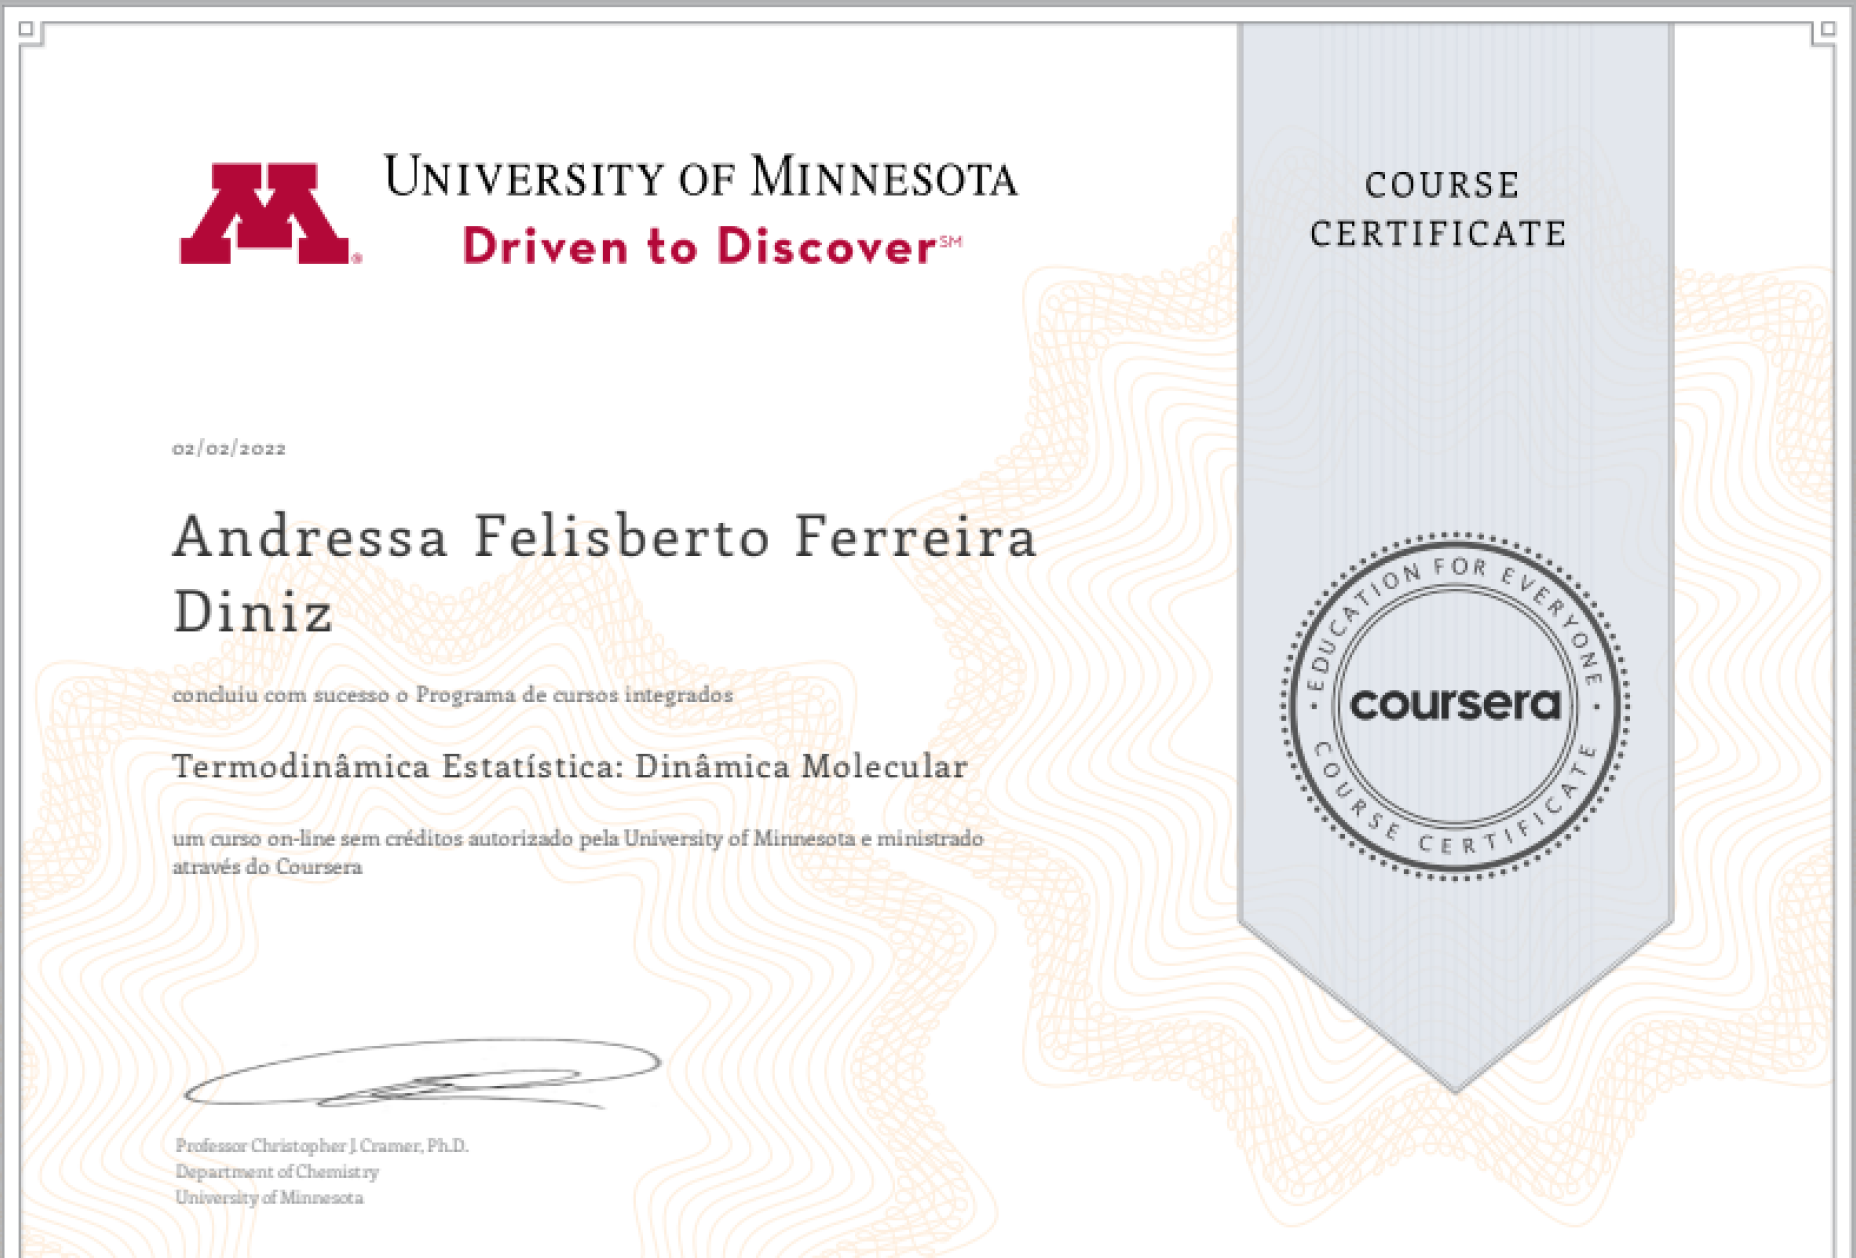 UNIVERSITY OF MINNESOTA
Driven to Discover℠
®
COURSE
CERTIFICATE
02/02/2022
Andressa Felisberto Ferreira
Diniz
concluiu com sucesso o Programa de cursos integrados
Termodinâmica Estatística: Dinâmica Molecular
um curso on-line sem créditos autorizado pela University of Minnesota e ministrado
através do Coursera
EDUCATION FOR EVERYONE
coursera
COURSE CERTIFICATE
Professor Christopher J. Cramer, Ph.D.
Department of Chemistry
University of Minnesota